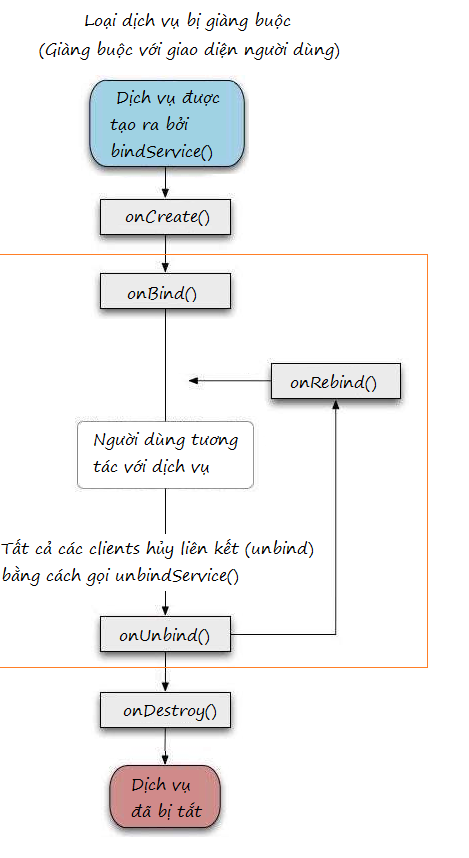 Loại dịch vụ bị giàng buộc
(Giàng buộc với giao diện người dùng)
Dịch vụ được
tạo ra bởi
bindService()
onCreate()
onBind()
onRebind()
Người dùng tương
tác với dịch vụ
Tất cả các clients hủy liên kết (unbind)
bằng cách gọi unbindService()
onUnbind()
onDestroy()
Dịch vụ
đã bị tắt